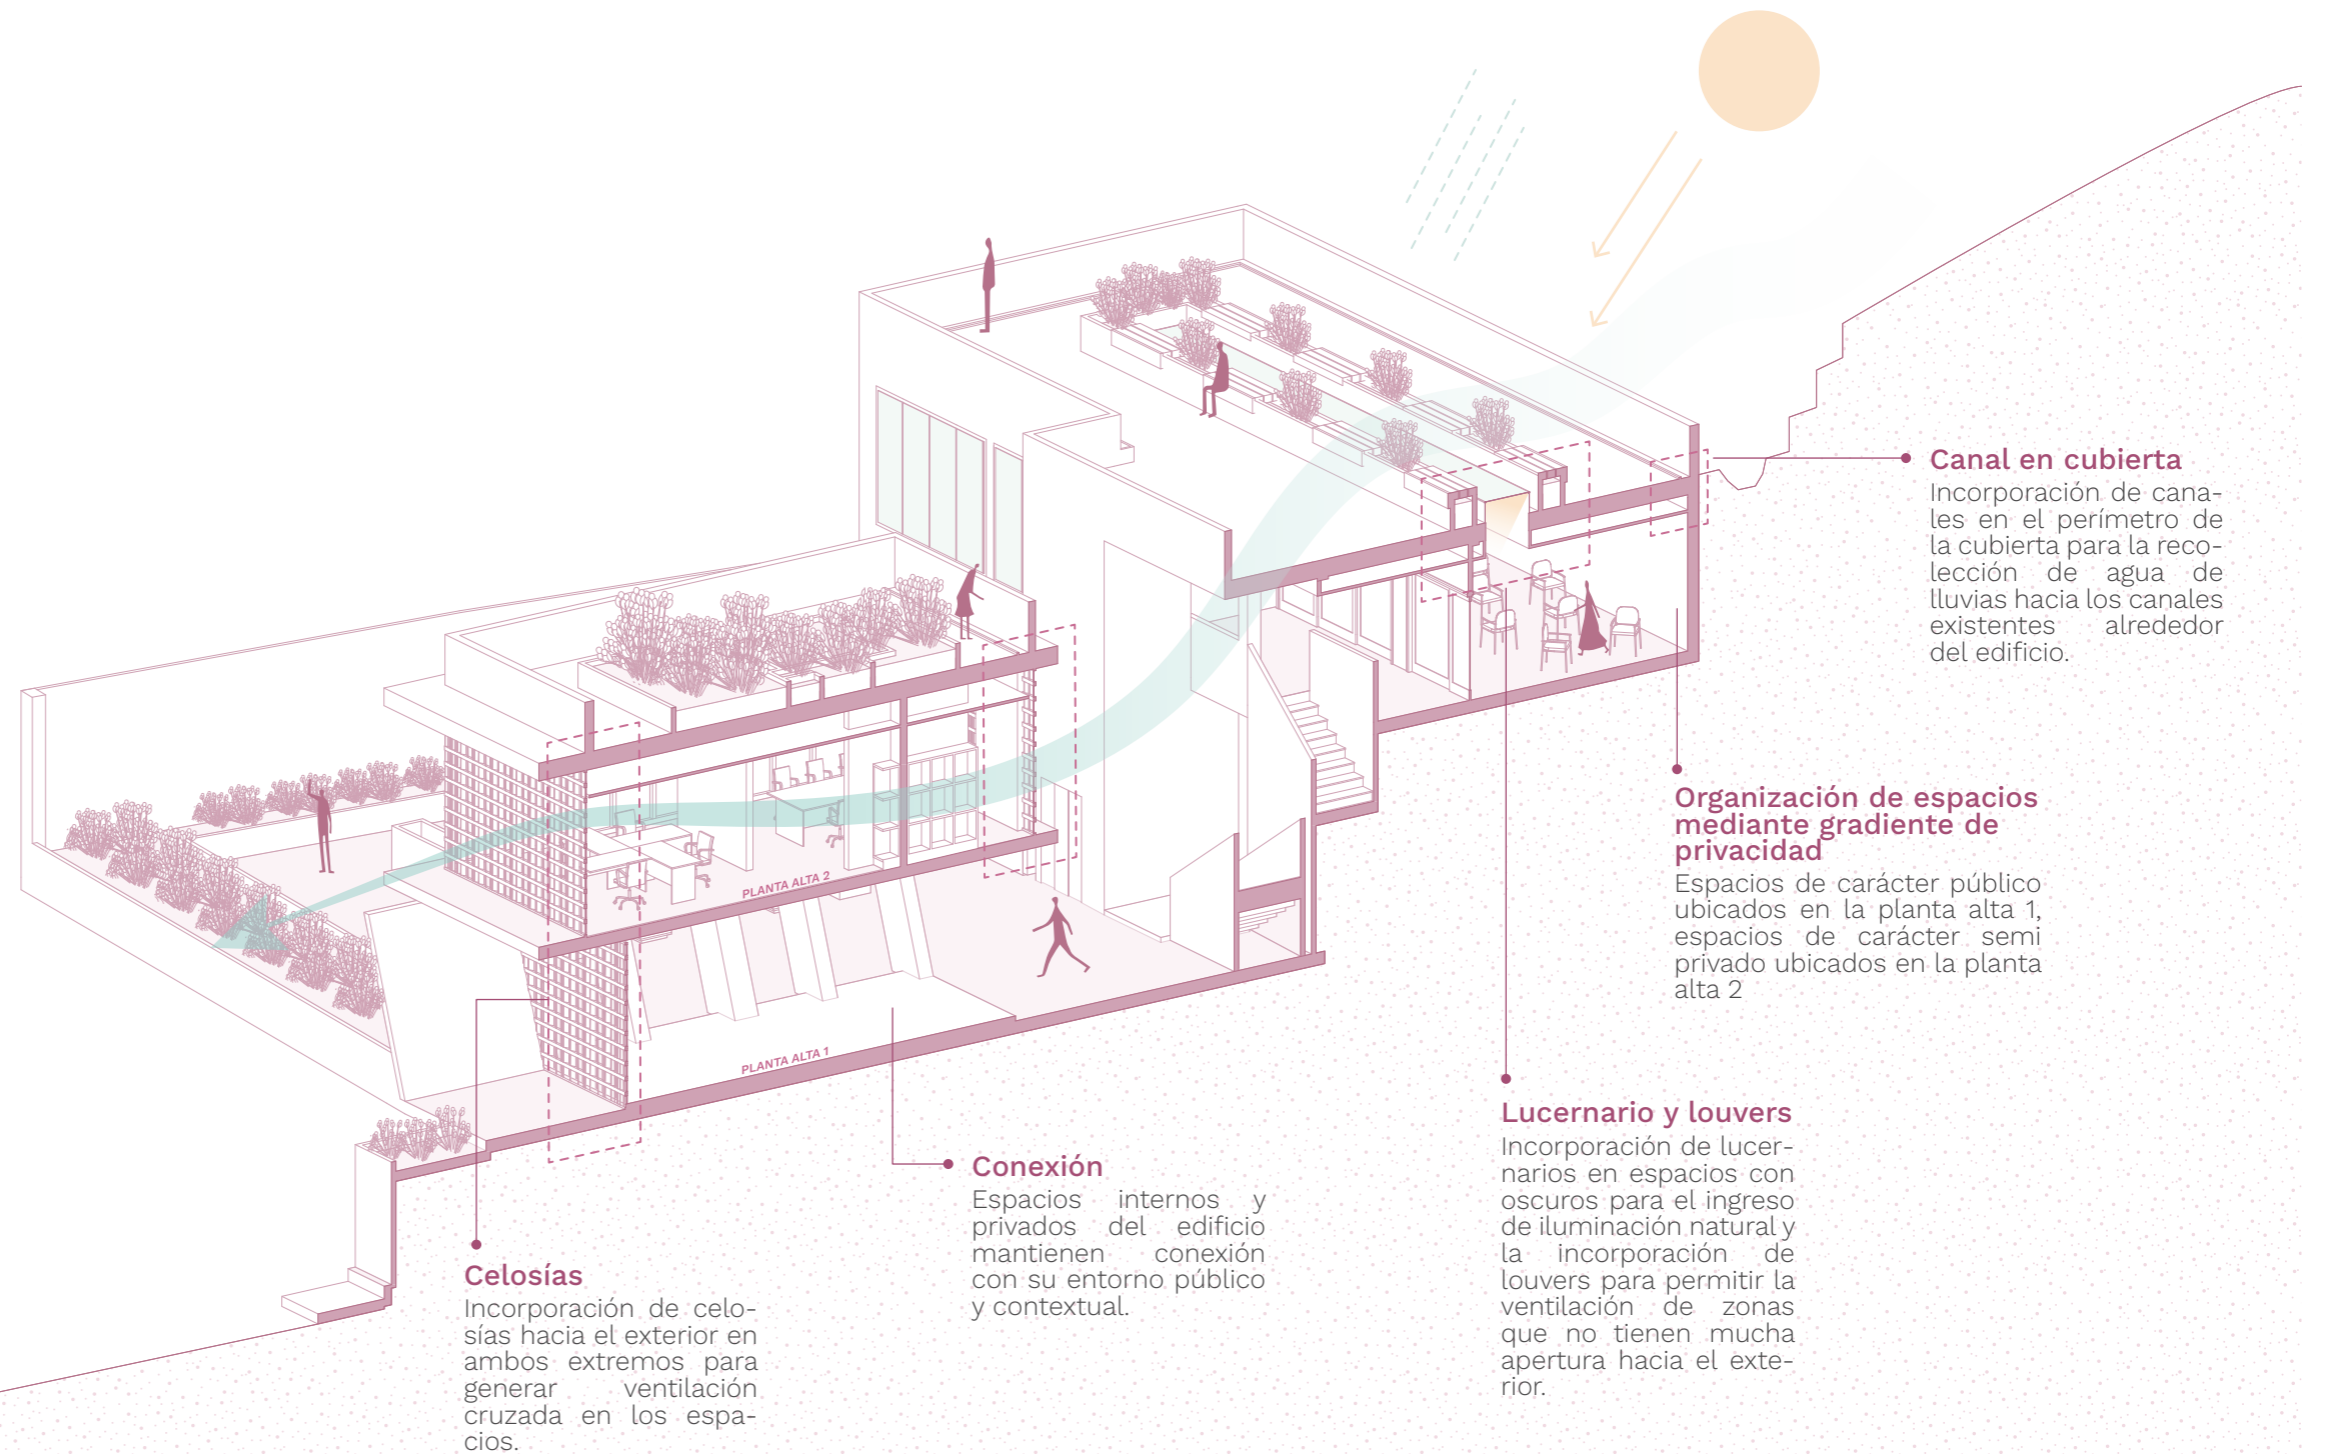 Canal en cubierta
Incorporación de cana-
les en el perímetro de
la cubierta para la reco-
lección de agua de
lluvias hacia los canales
existentes alrededor
del edificio.
PLANTA ALTA 2
PLANTA ALTA 1
Organización de espacios
mediante gradiente de
privacidad
Espacios de carácter público
ubicados en la planta alta 1,
espacios de carácter semi
privado ubicados en la planta
alta 2
Lucernario y louvers
Incorporación de lucer-
narios en espacios con
oscuros para el ingreso
de iluminación natural y
la incorporación de
louvers para permitir la
ventilación de zonas
que no tienen mucha
apertura hacia el exte-
rior.
Conexión
Espacios internos y
privados del edificio
mantienen conexión
con su entorno público
y contextual.
Celosías
Incorporación de celo-
sías hacia el exterior en
ambos extremos para
generar ventilación
cruzada en los espa-
cios.